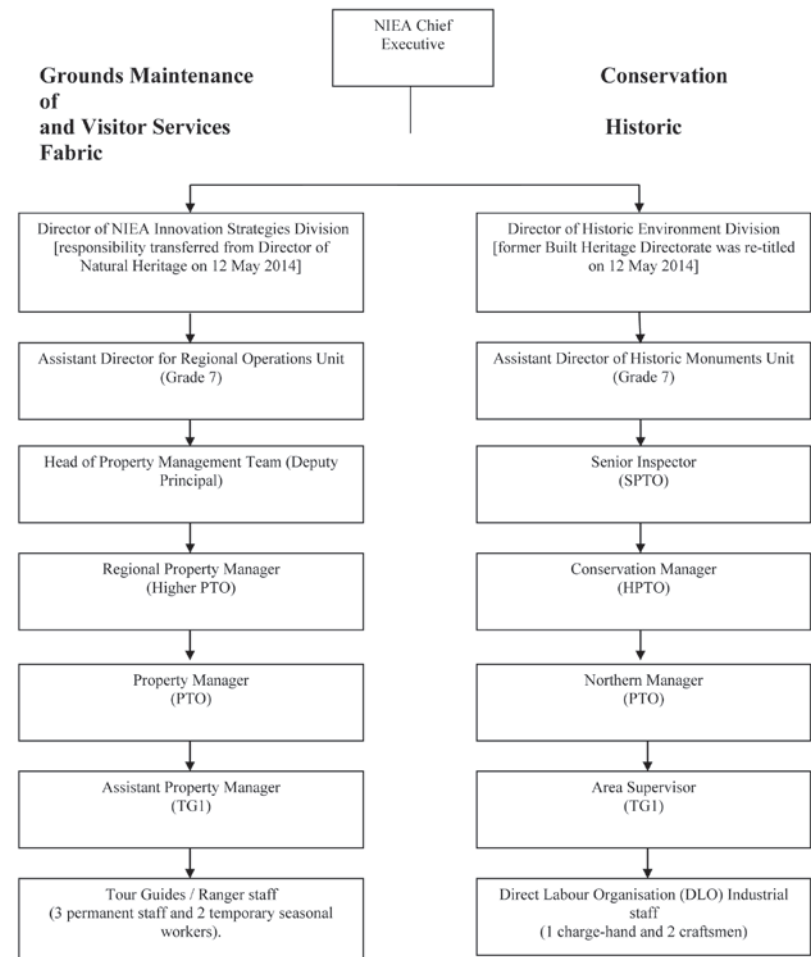 NIEA Chief
Executive
Grounds Maintenance Conservation
of
and Visitor Services Historic
Fabric
Director of NIEA Innovation Strategies Division
[responsibility transferred from Director of
Natural Heritage on 12 May 2014]
Director of Historic Environment Division
[former Built Heritage Directorate was re-titled
on 12 May 2014]
Assistant Director for Regional Operations Unit
(Grade 7)
Assistant Director of Historic Monuments Unit
(Grade 7)
Head of Property Management Team (Deputy
Principal)
Senior Inspector
(SPTO)
Regional Property Manager
(Higher PTO)
Conservation Manager
(HPTO)
Property Manager
(PTO)
Northern Manager
(PTO)
Assistant Property Manager
(TG1)
Area Supervisor
(TG1)
Tour Guides / Ranger staff
(3 permanent staff and 2 temporary seasonal
workers).
Direct Labour Organisation (DLO) Industrial
staff
(1 charge-hand and 2 craftsmen)